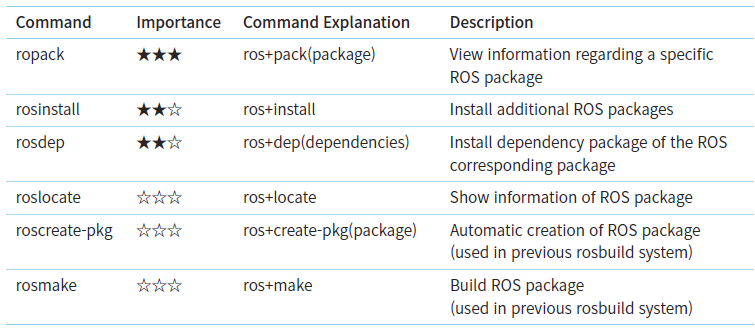 Command Importance Command Explanation Description
ropack ★★★ ros+pack(package) View information regarding a specific
ROS package
rosinstall ★★☆ ros+install Install additional ROS packages
rosdep ★★☆ ros+dep(dependencies) Install dependency package of the ROS
corresponding package
roslocate ☆☆☆ ros+locate Show information of ROS package
roscreate-pkg ☆☆☆ ros+create-pkg(package) Automatic creation of ROS package
(used in previous rosbuild system)
rosmake ☆☆☆ ros+make Build ROS package
(used in previous rosbuild system)